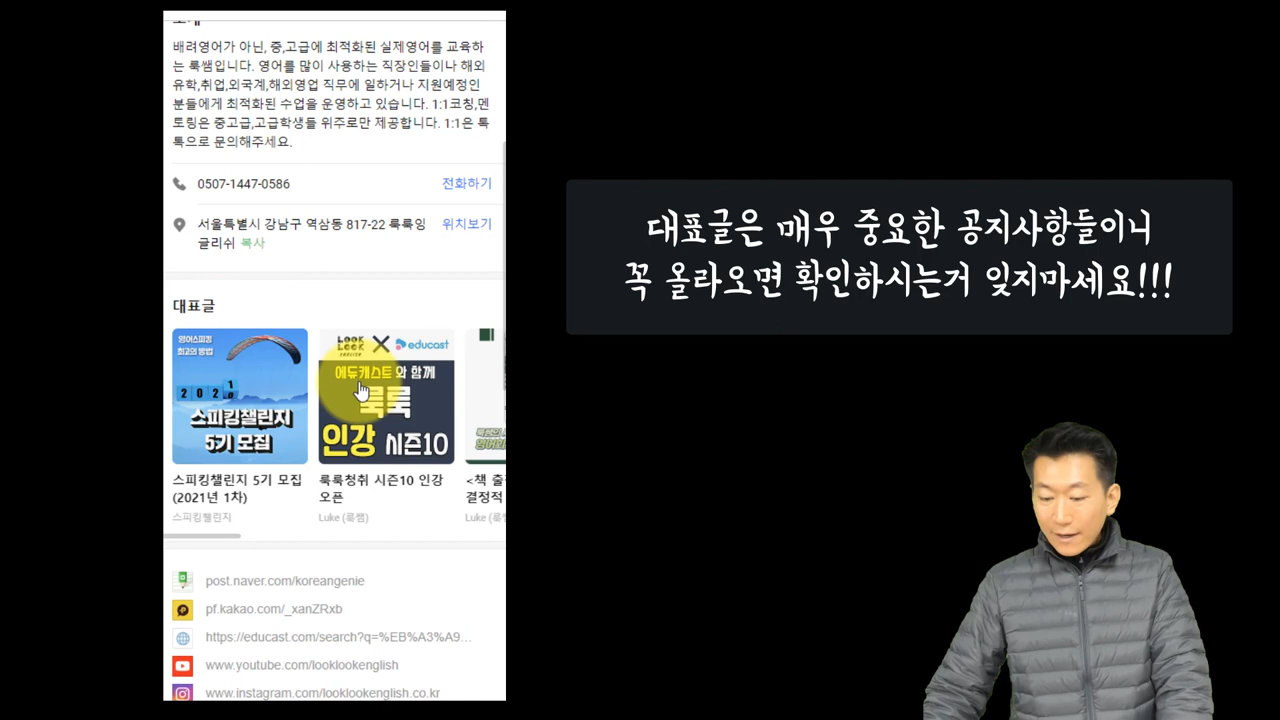 배려영어가 아닌, 중,고급에 최적화된 실제영어를 교육하
는 룩쌤입니다. 영어를 많이 사용하는 직장인들이나 해외
유학,취업,외국계,해외영업 직무에 일하거나 지원예정인
분들에게 최적화된 수업을 운영하고 있습니다. 1:1코칭,멘
토링은 중고급,고급학생들 위주로만 제공합니다. 1:1은 톡
톡으로 문의해주세요.
0507-1447-0586 전화하기
서울특별시 강남구 역삼동 817-22 룩룩잉 위치보기
글리쉬 복사
대표글
영어스피킹
최고의 방법
스피킹챌린지
5기 모집
LOOK LOOK ENGLISH X educast
에듀캐스트 와 함께
룩룩
인강 시즌10
스피킹챌린지 5기 모집
(2021년 1차)
스피킹챌린지
룩룩청취 시즌10 인강
오픈
Luke (룩쌤)
<책 출
결정적
Luke (룩
post.naver.com/koreangenie
pf.kakao.com/_xanZRxb
https://educast.com/search?q=%EB%A3%A9...
www.youtube.com/looklookenglish
www.instagram.com/looklookenglish.co.kr
대표글은 매우 중요한 공지사항들이니
꼭 올라오면 확인하시는거 잊지마세요!!!